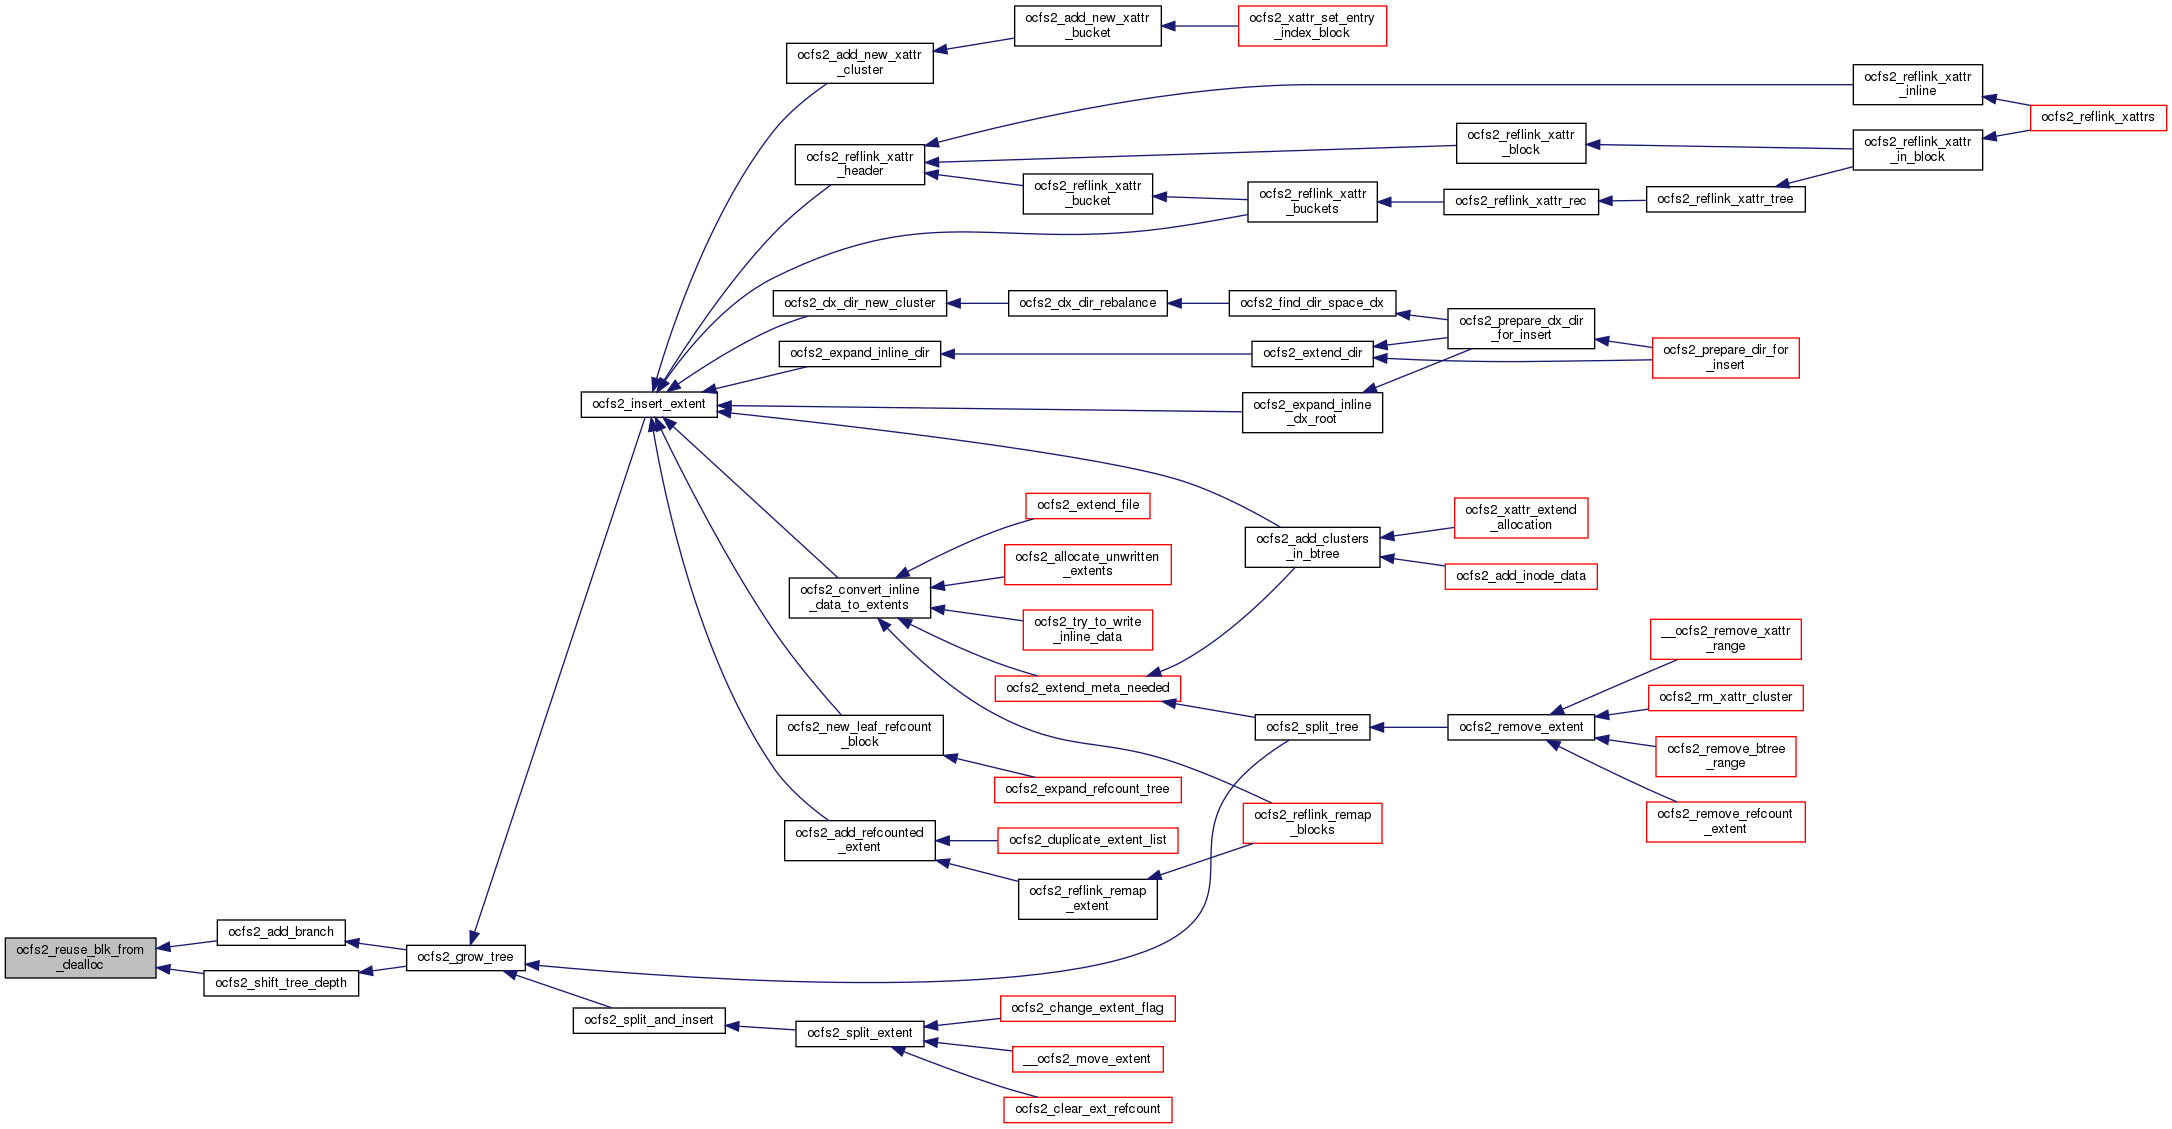 ocfs2_add_new_xattr
_bucket
ocfs2_xattr_set_entry
_index_block
ocfs2_add_new_xattr
_cluster
ocfs2_reflink_xattr
_inline
ocfs2_reflink_xattrs
ocfs2_reflink_xattr
_block
ocfs2_reflink_xattr
_in_block
ocfs2_reflink_xattr
_header
ocfs2_reflink_xattr
_bucket
ocfs2_reflink_xattr
_buckets
ocfs2_reflink_xattr_rec
ocfs2_reflink_xattr_tree
ocfs2_dx_dir_new_cluster
ocfs2_dx_dir_rebalance
ocfs2_find_dir_space_dx
ocfs2_prepare_dx_dir
_for_insert
ocfs2_expand_inline_dir
ocfs2_extend_dir
ocfs2_prepare_dir_for
_insert
ocfs2_insert_extent
ocfs2_expand_inline
_dx_root
ocfs2_extend_file
ocfs2_xattr_extend
_allocation
ocfs2_add_clusters
_in_btree
ocfs2_allocate_unwritten
_extents
ocfs2_add_inode_data
ocfs2_convert_inline
_data_to_extents
ocfs2_try_to_write
_inline_data
__ocfs2_remove_xattr
_range
ocfs2_extend_meta_needed
ocfs2_rm_xattr_cluster
ocfs2_new_leaf_refcount
_block
ocfs2_split_tree
ocfs2_remove_extent
ocfs2_remove_btree
_range
ocfs2_expand_refcount_tree
ocfs2_reflink_remap
_blocks
ocfs2_remove_refcount
_extent
ocfs2_add_refcounted
_extent
ocfs2_duplicate_extent_list
ocfs2_reflink_remap
_extent
ocfs2_add_branch
ocfs2_reuse_blk_from
_dealloc
ocfs2_grow_tree
ocfs2_shift_tree_depth
ocfs2_split_and_insert
ocfs2_split_extent
ocfs2_change_extent_flag
__ocfs2_move_extent
ocfs2_clear_ext_refcount